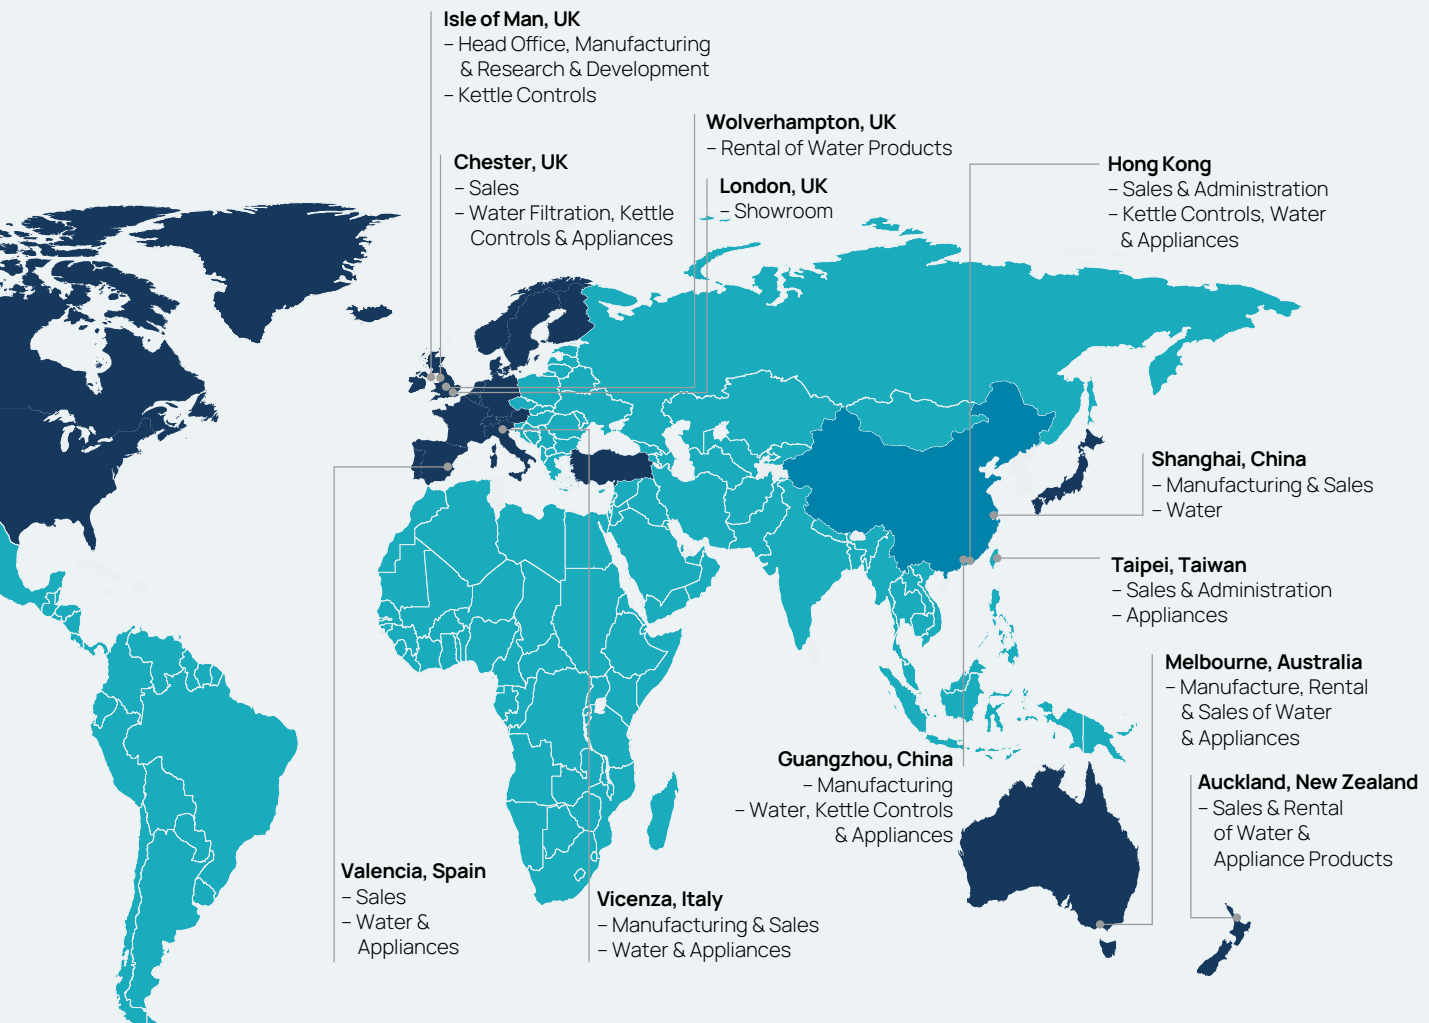 Isle of Man, UK
– Head Office, Manufacturing
& Research & Development
– Kettle Controls
Wolverhampton, UK
– Rental of Water Products
Chester, UK
– Sales
– Water Filtration, Kettle
Controls & Appliances
London, UK
– Showroom
Hong Kong
– Sales & Administration
– Kettle Controls, Water
& Appliances
Shanghai, China
– Manufacturing & Sales
– Water
Taipei, Taiwan
– Sales & Administration
– Appliances
Melbourne, Australia
– Manufacture, Rental
& Sales of Water
& Appliances
Guangzhou, China
– Manufacturing
– Water, Kettle Controls
& Appliances
Auckland, New Zealand
– Sales & Rental
of Water &
Appliance Products
Valencia, Spain
– Sales
– Water &
Appliances
Vicenza, Italy
– Manufacturing & Sales
– Water & Appliances